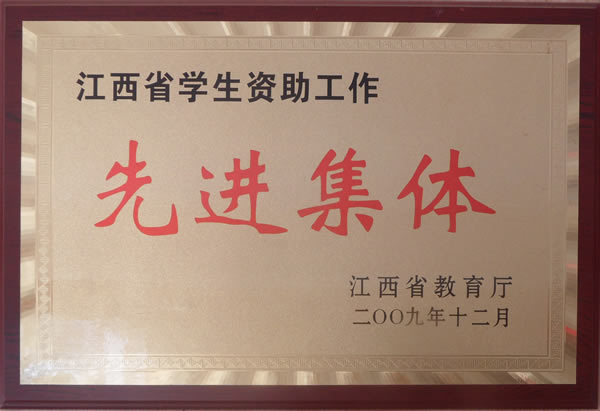 江西省学生资助工作
先进集体
江西省教育厅
二〇〇九年十二月